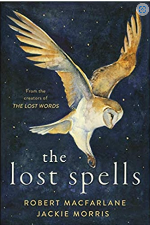 From the
creators of
THE LOST WORDS
the
lost spells
ROBERT MACFARLANE
JACKIE MORRIS